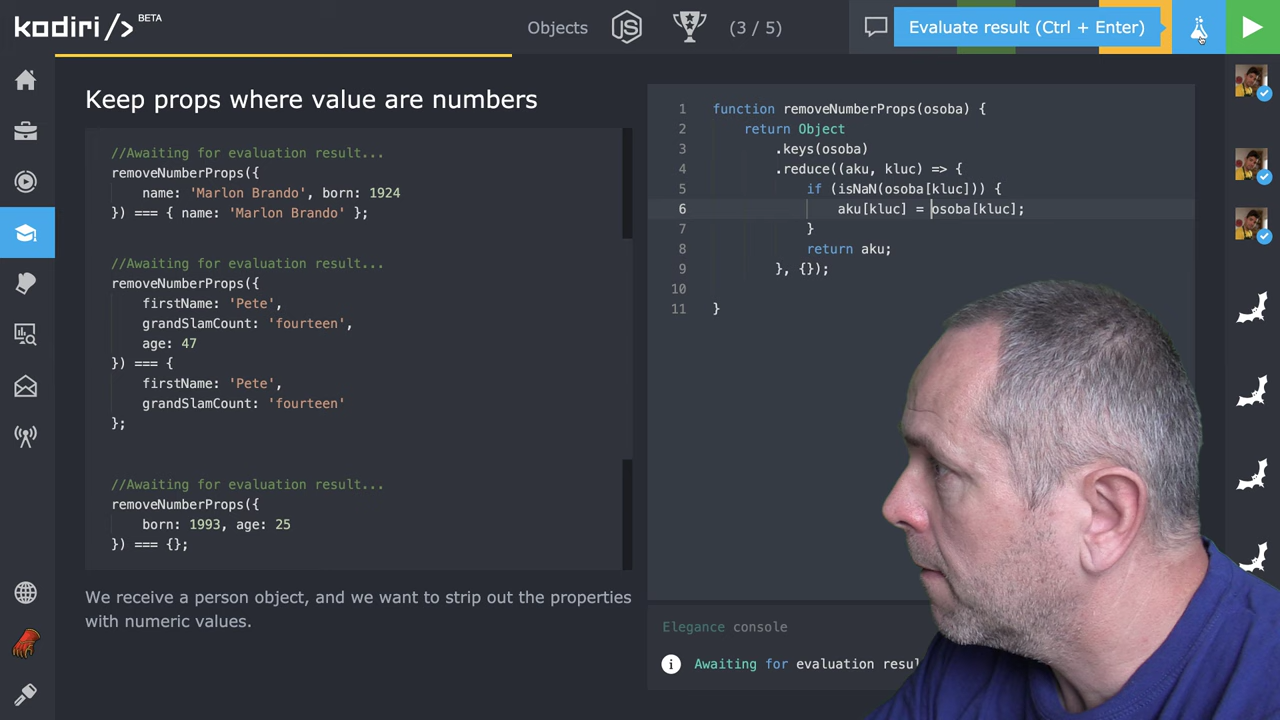 kodiri/> BETA
Objects
JS
(3 / 5)
Evaluate result (Ctrl + Enter)
Keep props where value are numbers
//Awaiting for evaluation result...
removeNumberProps({
name: 'Marlon Brando', born: 1924
}) === { name: 'Marlon Brando' };
//Awaiting for evaluation result...
removeNumberProps({
firstName: 'Pete',
grandSlamCount: 'fourteen',
age: 47
}) === {
firstName: 'Pete',
grandSlamCount: 'fourteen'
};
//Awaiting for evaluation result...
removeNumberProps({
born: 1993, age: 25
}) === {};
We receive a person object, and we want to strip out the properties
with numeric values.
1 function removeNumberProps(osoba) {
2 return Object
3 .keys(osoba)
4 .reduce((aku, kluc) => {
5 if (isNaN(osoba[kluc])) {
6 aku[kluc] = osoba[kluc];
7 }
8 return aku;
9 }, {});
10
11 }
Elegance console
Awaiting for evaluation resul